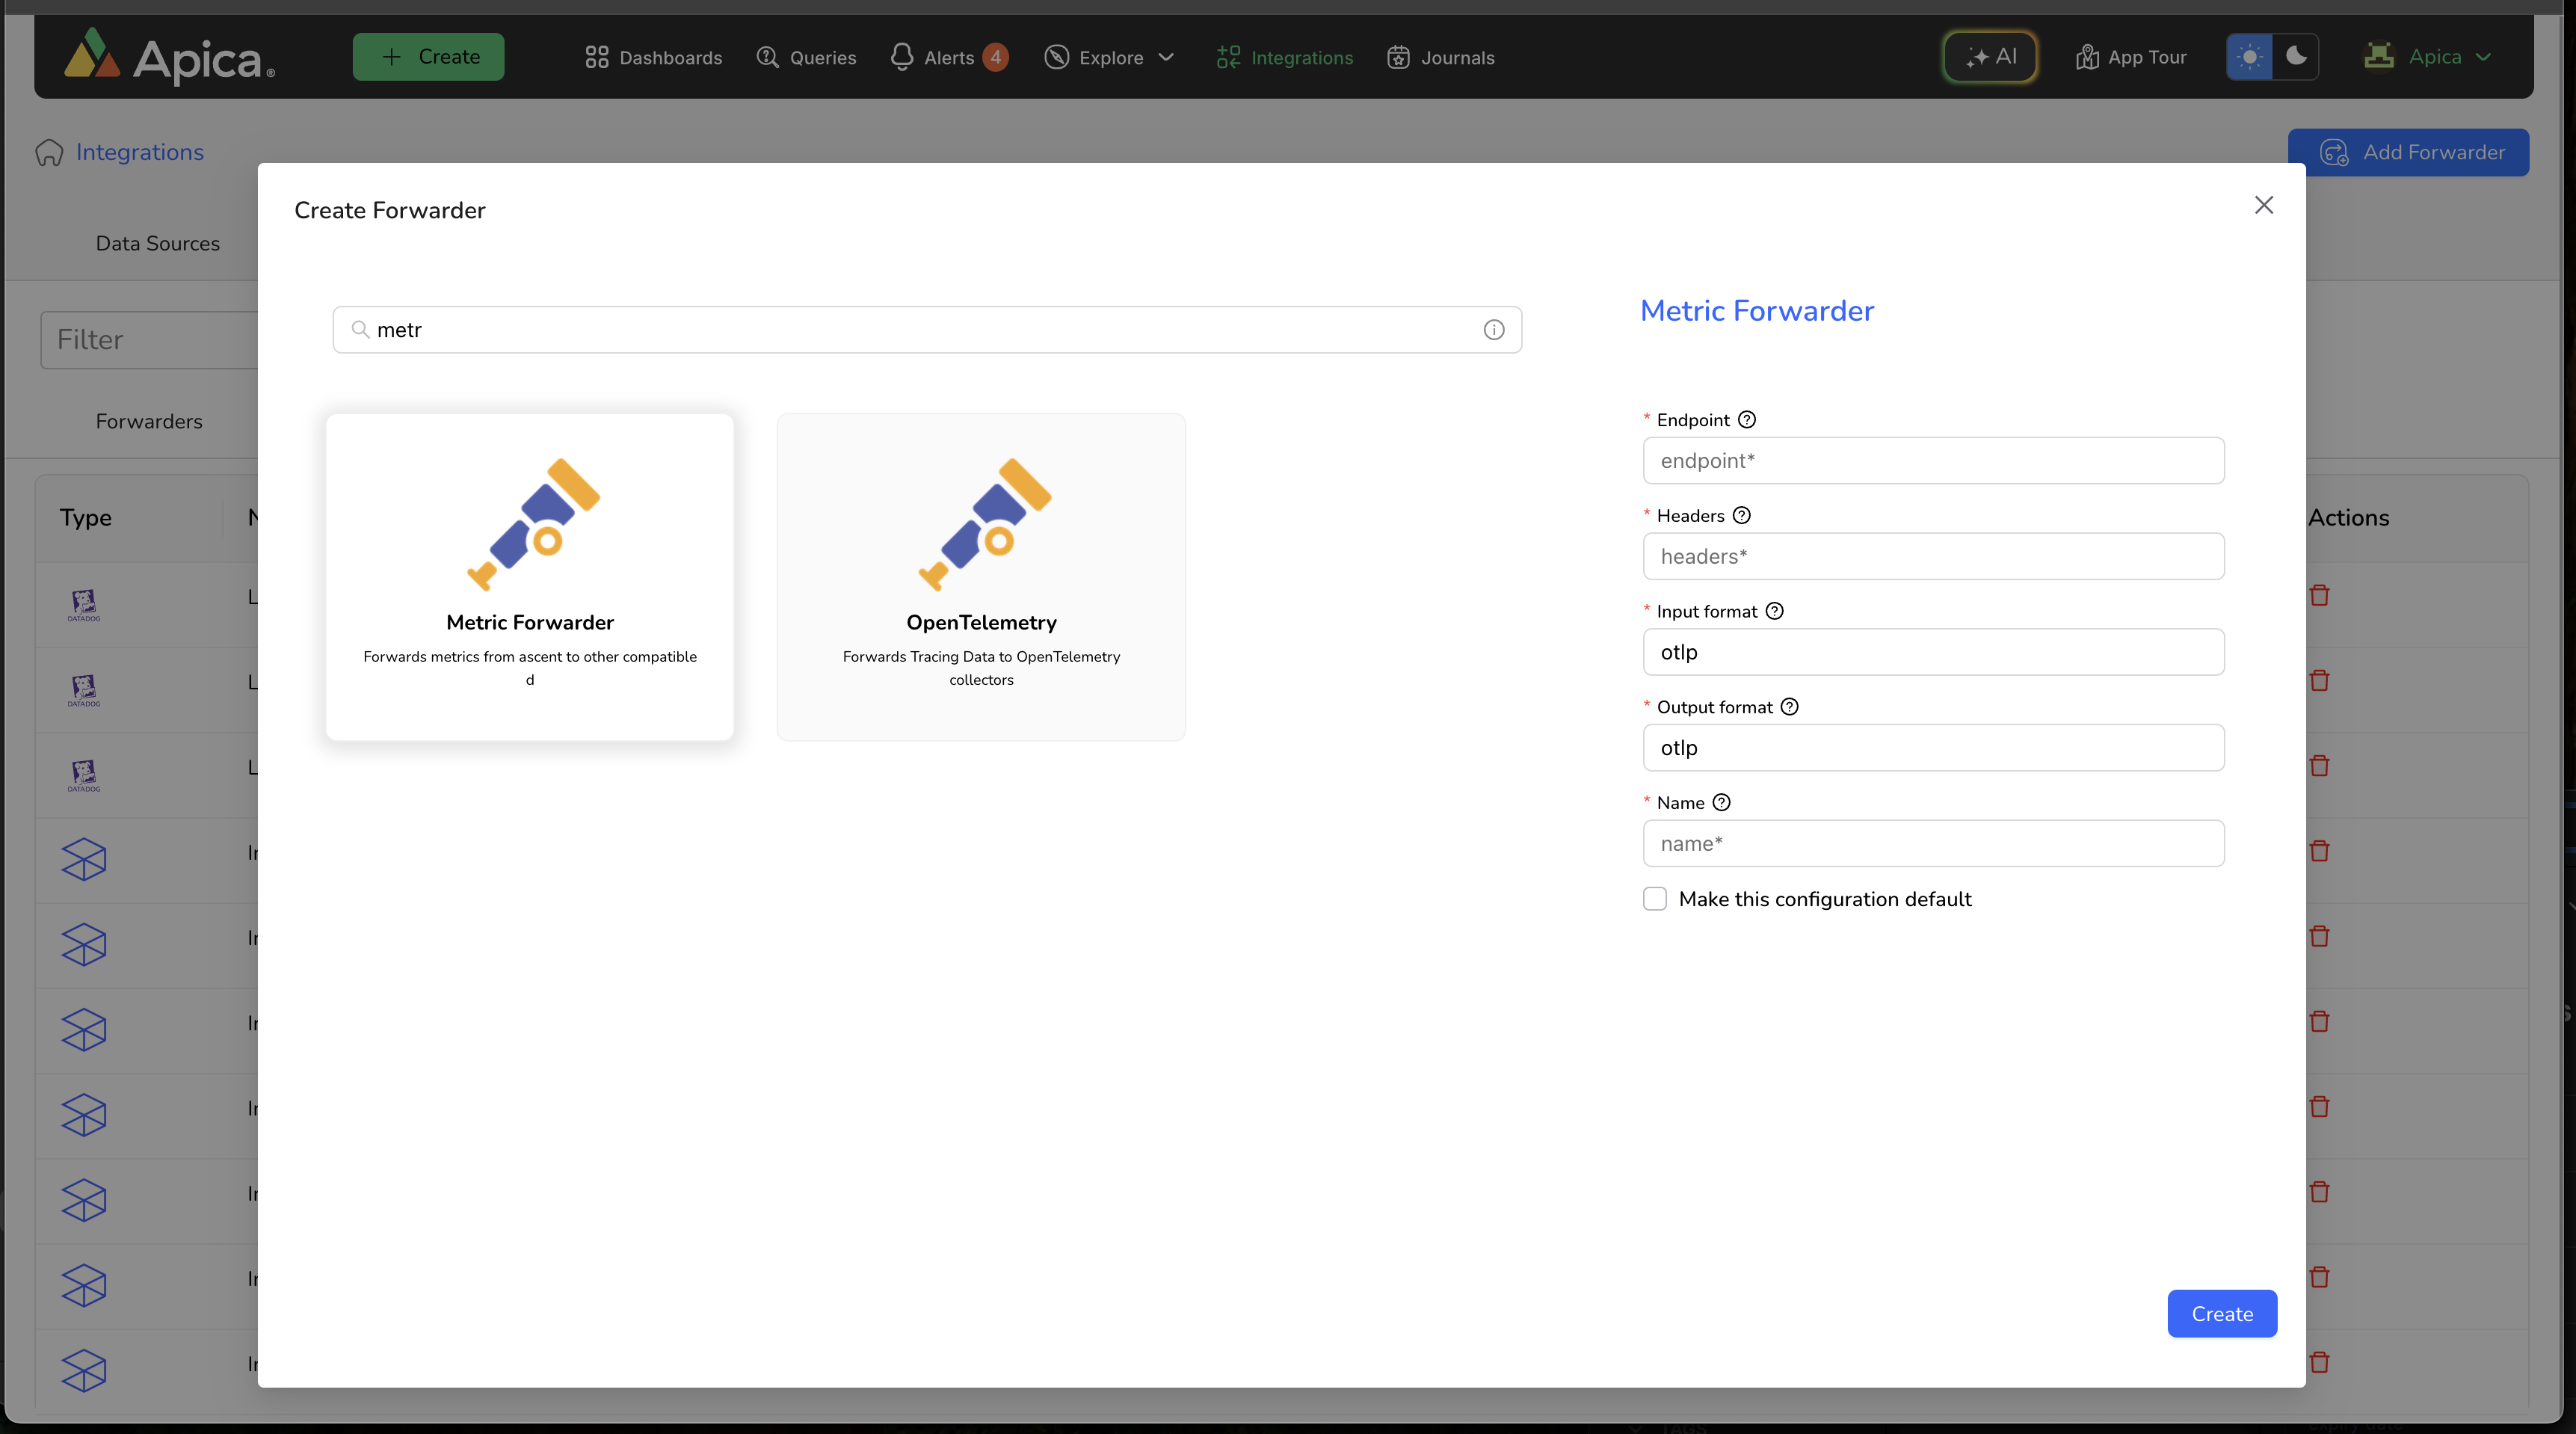 Apica®
Create
Dashboards
Queries
Alerts 4
Explore
Integrations
Journals
AI
App Tour
Apica
Integrations
Add Forwarder
Data Sources
Filter
Forwarders
Type
Actions
DATADOG
DATADOG
DATADOG
Create Forwarder
metr
Metric Forwarder
Forwards metrics from ascent to other compatible
d
OpenTelemetry
Forwards Tracing Data to OpenTelemetry
collectors
Metric Forwarder
* Endpoint
endpoint*
* Headers
headers*
* Input format
otlp
* Output format
otlp
* Name
name*
Make this configuration default
Create